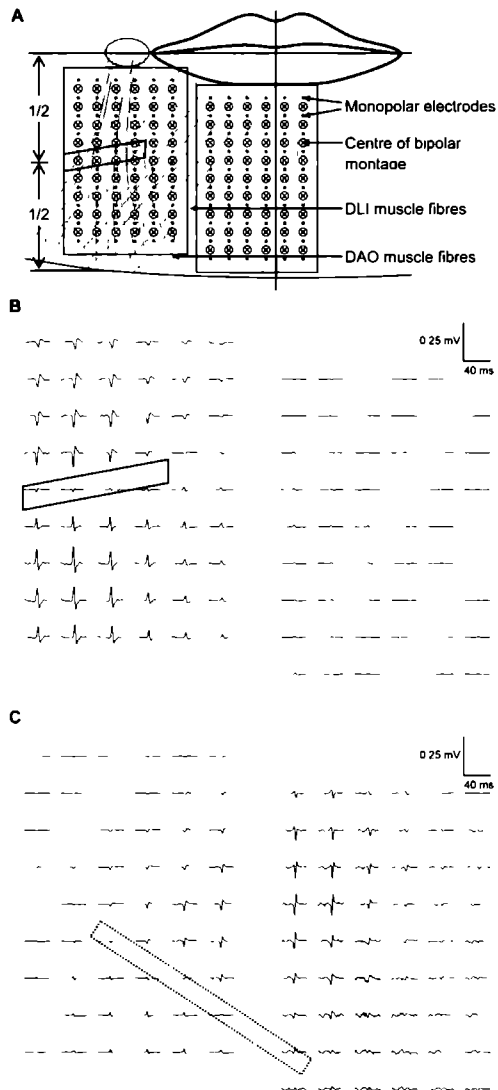 A
1/2
1/2
Monopolar electrodes
Centre of bipolar
montage
DLI muscle fibres
DAO muscle fibres
B
0 25 mV
40 ms
C
0 25 mV
40 ms